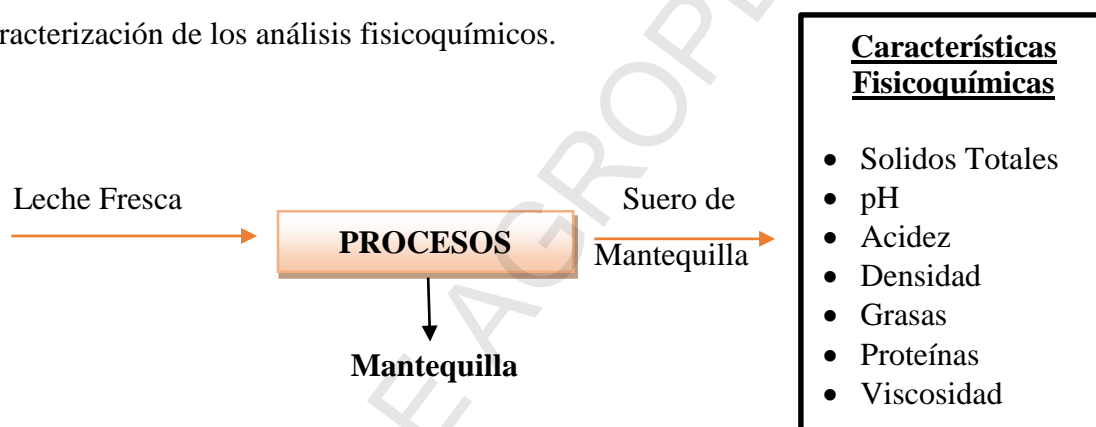 racterización de los análisis fisicoquímicos.
Características
Fisicoquímicas
• Solidos Totales
• pH
• Acidez
• Densidad
• Grasas
• Proteínas
• Viscosidad
Leche Fresca
PROCESOS
Suero de
Mantequilla
Mantequilla
E AGROPE